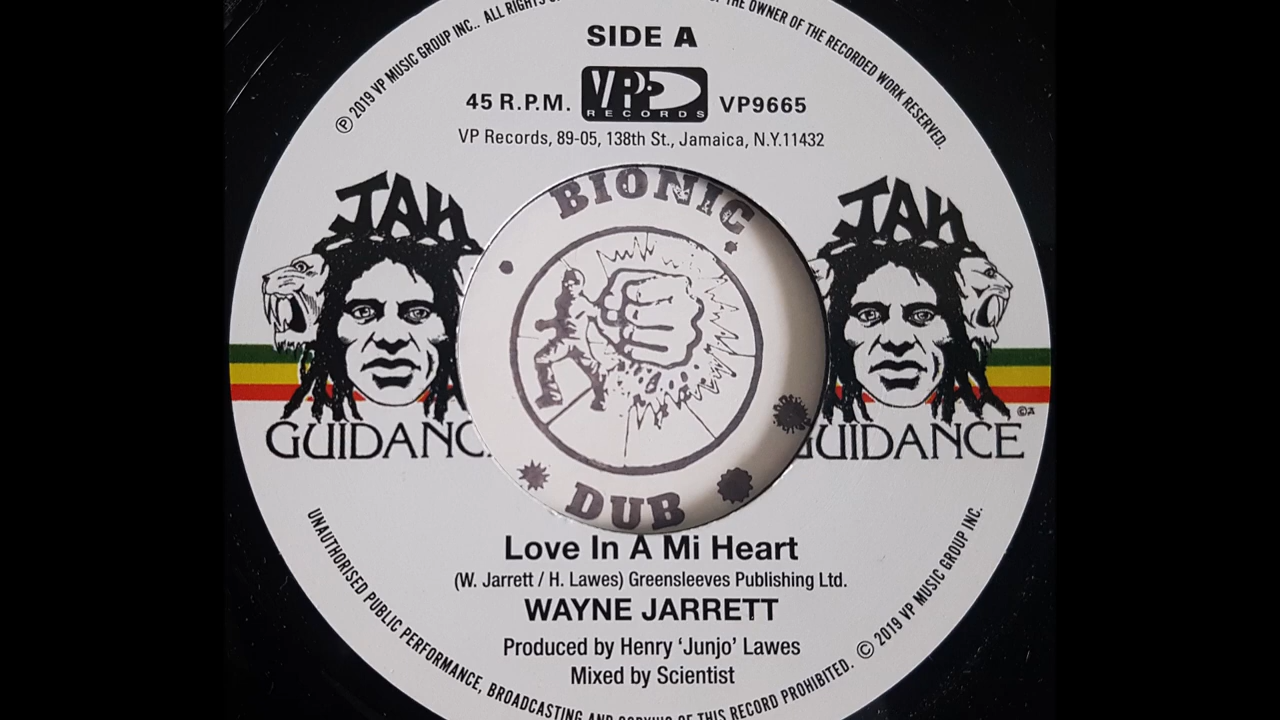 ℗ 2019 VP MUSIC GROUP INC.. ALL RIGHTS
THE OWNER OF THE RECORDED WORK RESERVED.
SIDE A
45 R.P.M.
VP
RECORDS
VP9665
VP Records, 89-05, 138th St., Jamaica, N.Y.11432
JAH
GUIDANC
JAH
UIDANCE
BIONIC
DUB
Love In A Mi Heart
(W. Jarrett / H. Lawes) Greensleeves Publishing Ltd.
WAYNE JARRETT
Produced by Henry ‘Junjo’ Lawes
Mixed by Scientist
UNAUTHORISED PUBLIC PERFORMANCE, BROADCASTING AND COPYING OF THIS RECORD PROHIBITED. © 2019 VP MUSIC GROUP INC.